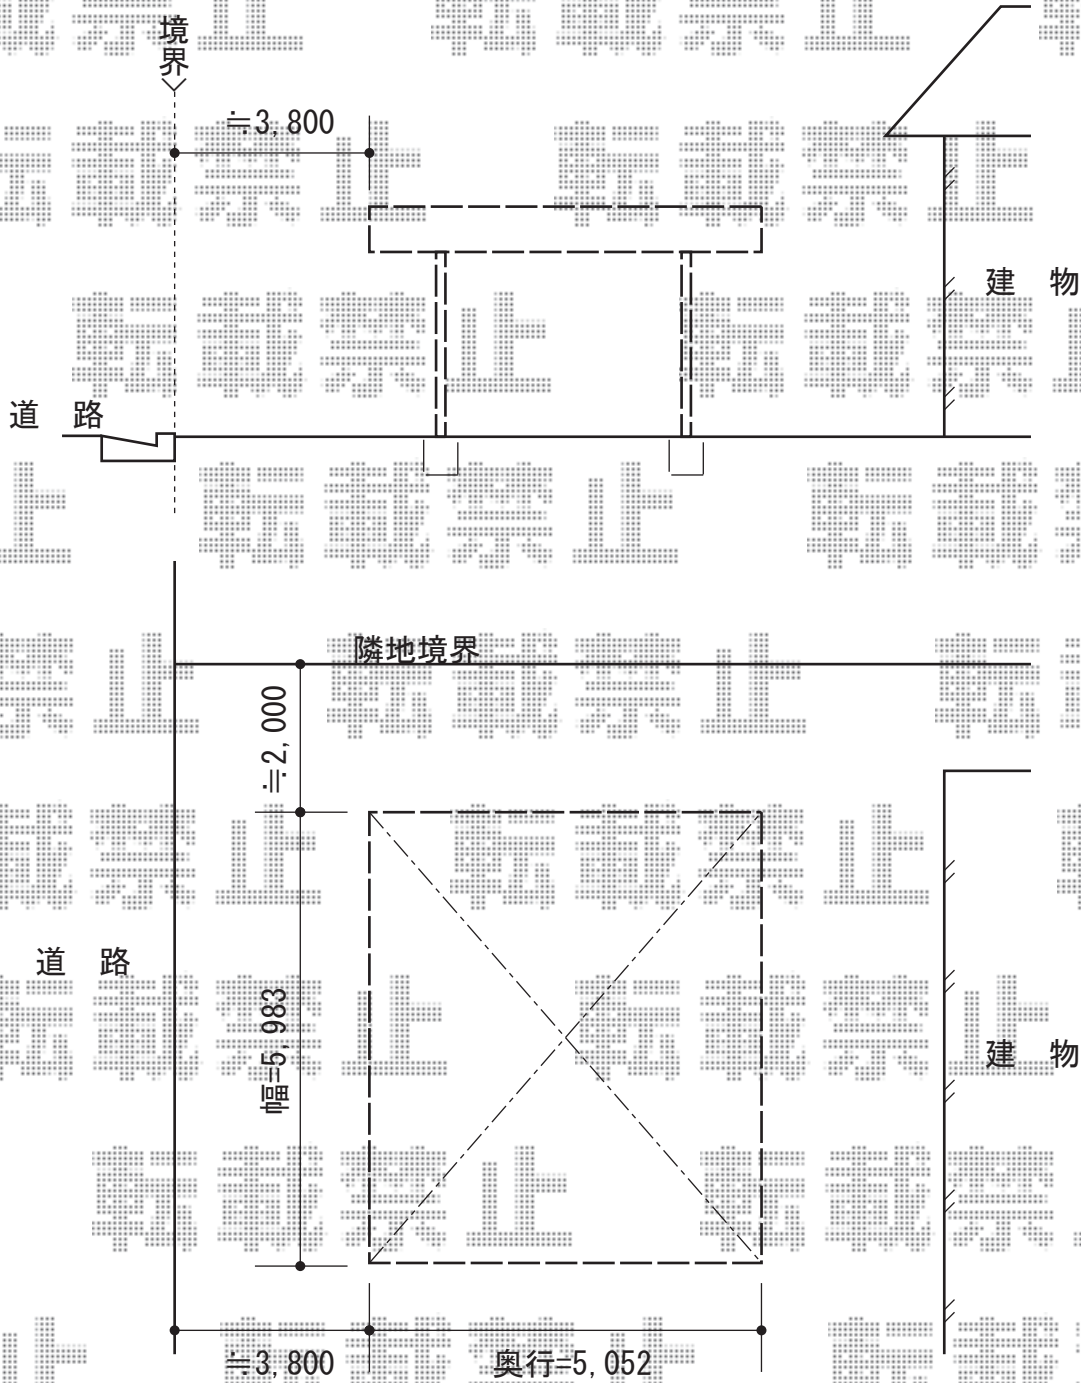 境界
≒3,800
建物
道路
隣地境界
≒2,000
道路
幅=5,983
建物
≒3,800
奥行=5,052
転載禁止